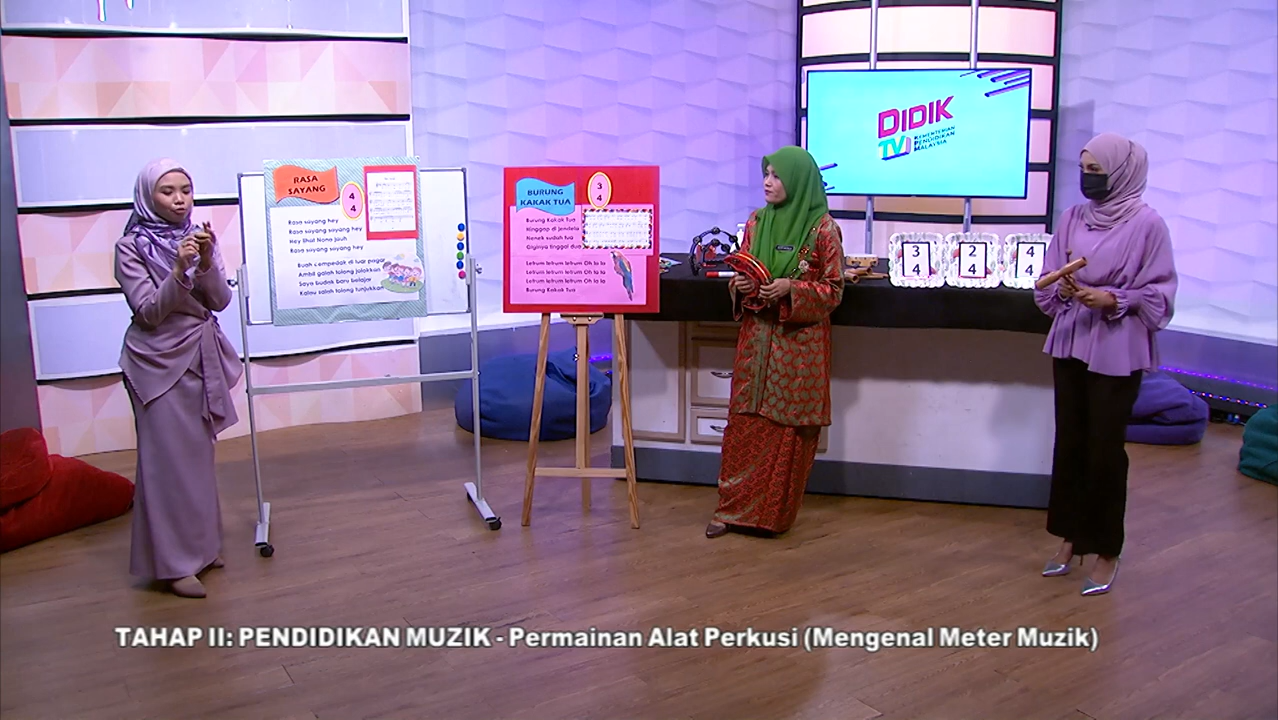 RASA
SAYANG
4
4
Rasa sayang hey
Rasa sayang sayang hey
Hey lihat Nona jauh
Rasa sayang sayang hey
Buah cempedak di luar pagar
Ambil galah tolong jolokkan
Saya budak baru belajar
Kalau salah tolong tunjukkan
BURUNG
KAKAK TUA
3
4
Burung Kakak Tua
Hinggap di jendela
Nenek sudah tua
Giginya tinggal dua
Letrum letrum letrum Oh la la
Letrum letrum letrum Oh la la
Letrum letrum letrum Oh la la
Burung Kakak Tua
DIDIK
TV
KEMENTERIAN
PENDIDIKAN
MALAYSIA
3
4
2
4
4
4
TAHAP II: PENDIDIKAN MUZIK - Permainan Alat Perkusi (Mengenal Meter Muzik)